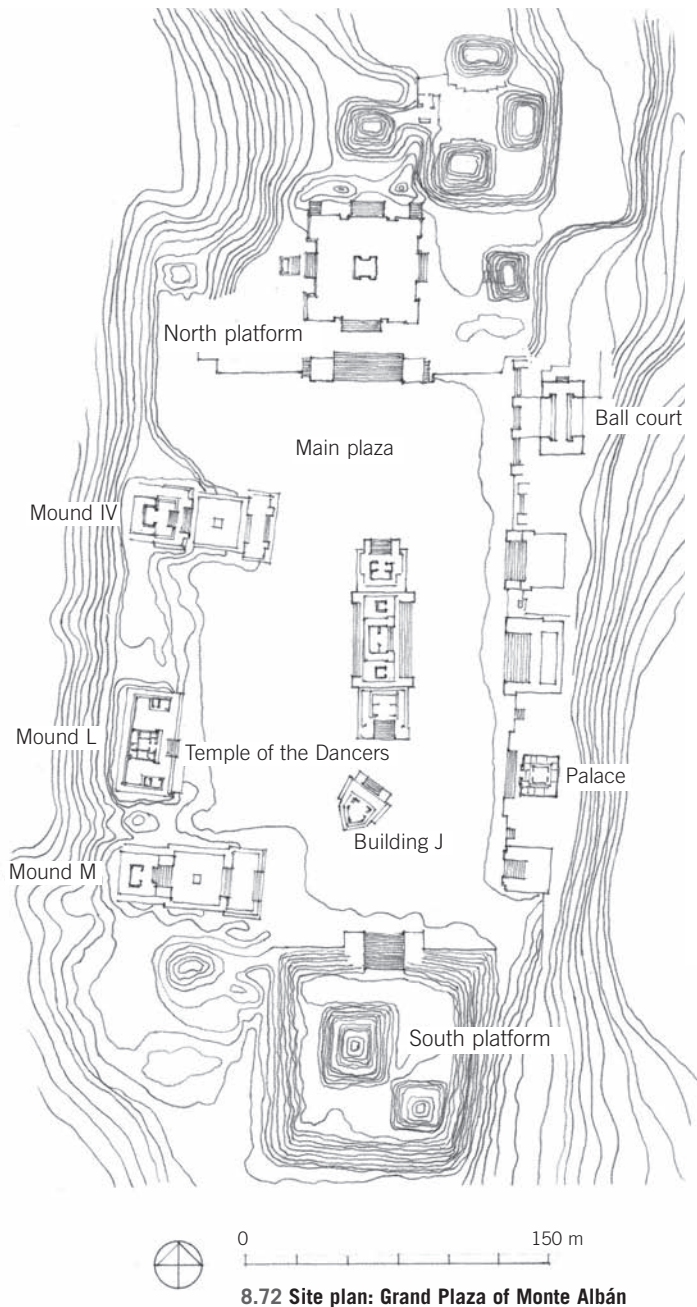 North platform
Ball court
Main plaza
Mound IV
Mound L
Temple of the Dancers
Palace
Building J
Mound M
South platform
0
150 m
8.72 Site plan: Grand Plaza of Monte Albán